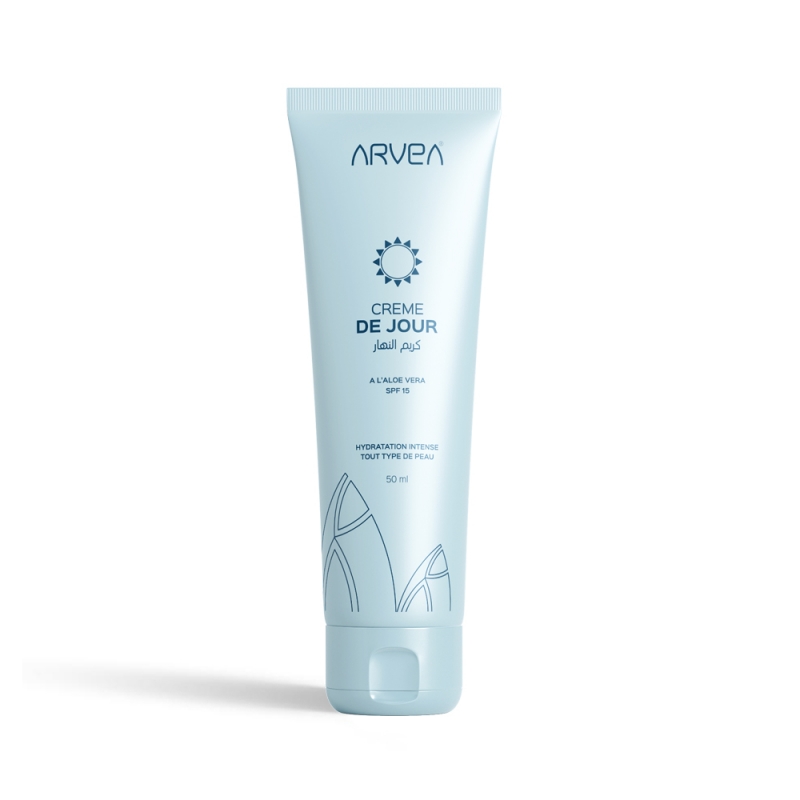 ARVEA®
CREME
DE JOUR
كريم النهار
A L'ALOE VERA
SPF 15
HYDRATATION INTENSE
TOUT TYPE DE PEAU
50 ml